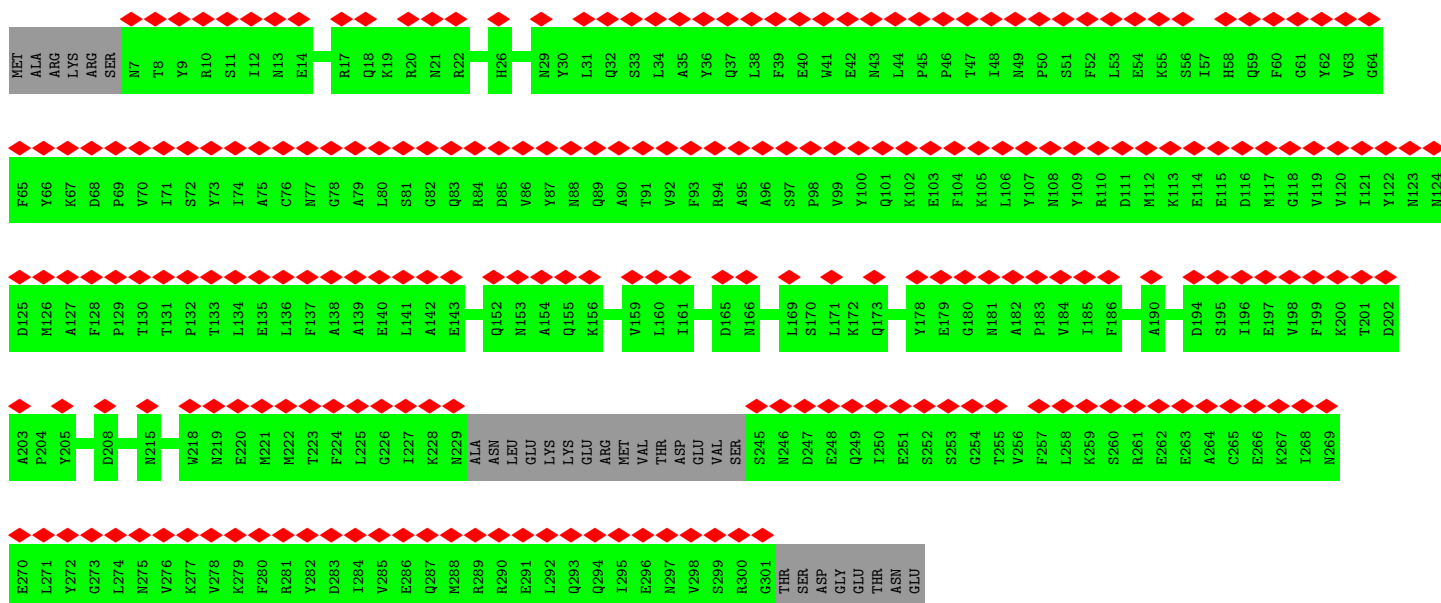 MET ALA ARG LYS ARG SER N7 T8 Y9 R10 S11 I12 N13 E14 R17 Q18 K19 R20 N21 R22 H26 N29 Y30 L31 Q32 S33 L34 A35 Y36 Q37 L38 F39 E40 W41 E42 N43 L44 P45 P46 T47 I48 N49 P50 S51 F52 L53 E54 K55 S56 I57 H58 Q59 F60 G61 Y62 V63 G64
F65 Y66 K67 D68 P69 V70 I71 S72 Y73 I74 A75 C76 N77 G78 A79 L80 S81 G82 Q83 R84 D85 V86 Y87 N88 Q89 A90 T91 V92 F93 R94 A95 A96 S97 P98 V99 Y100 Q101 K102 E103 F104 K105 L106 Y107 N108 Y109 R110 D111 M112 K113 E114 E115 D116 M117 G118 V119 V120 I121 Y122 N123 N124
D125 M126 A127 F128 P129 T130 T131 P132 T133 L134 E135 L136 F137 A138 A139 E140 L141 A142 E143 Q152 N153 A154 Q155 K156 V159 L160 I161 D165 N166 L169 S170 L171 K172 Q173 Y178 E179 G180 N181 A182 P183 V184 I185 F186 A190 D194 S195 I196 E197 V198 F199 K200 T201 D202
A203 P204 Y205 D208 N215 W218 N219 E220 M221 M222 T223 F224 L225 G226 I227 K228 N229 ALA ASN LEU GLU LYS LYS GLU ARG MET VAL THR ASP GLU VAL SER S245 N246 D247 E248 Q249 I250 E251 S252 S253 G254 T255 V256 F257 L258 K259 S260 R261 E262 E263 A264 C265 E266 K267 I268 N269
E270 L271 Y272 G273 L274 N275 V276 K277 V278 K279 F280 R281 Y282 D283 I284 V285 E286 Q287 M288 R289 R290 E291 L292 Q293 Q294 I295 E296 N297 V298 S299 R300 G301 THR SER ASP GLY GLU THR ASN GLU